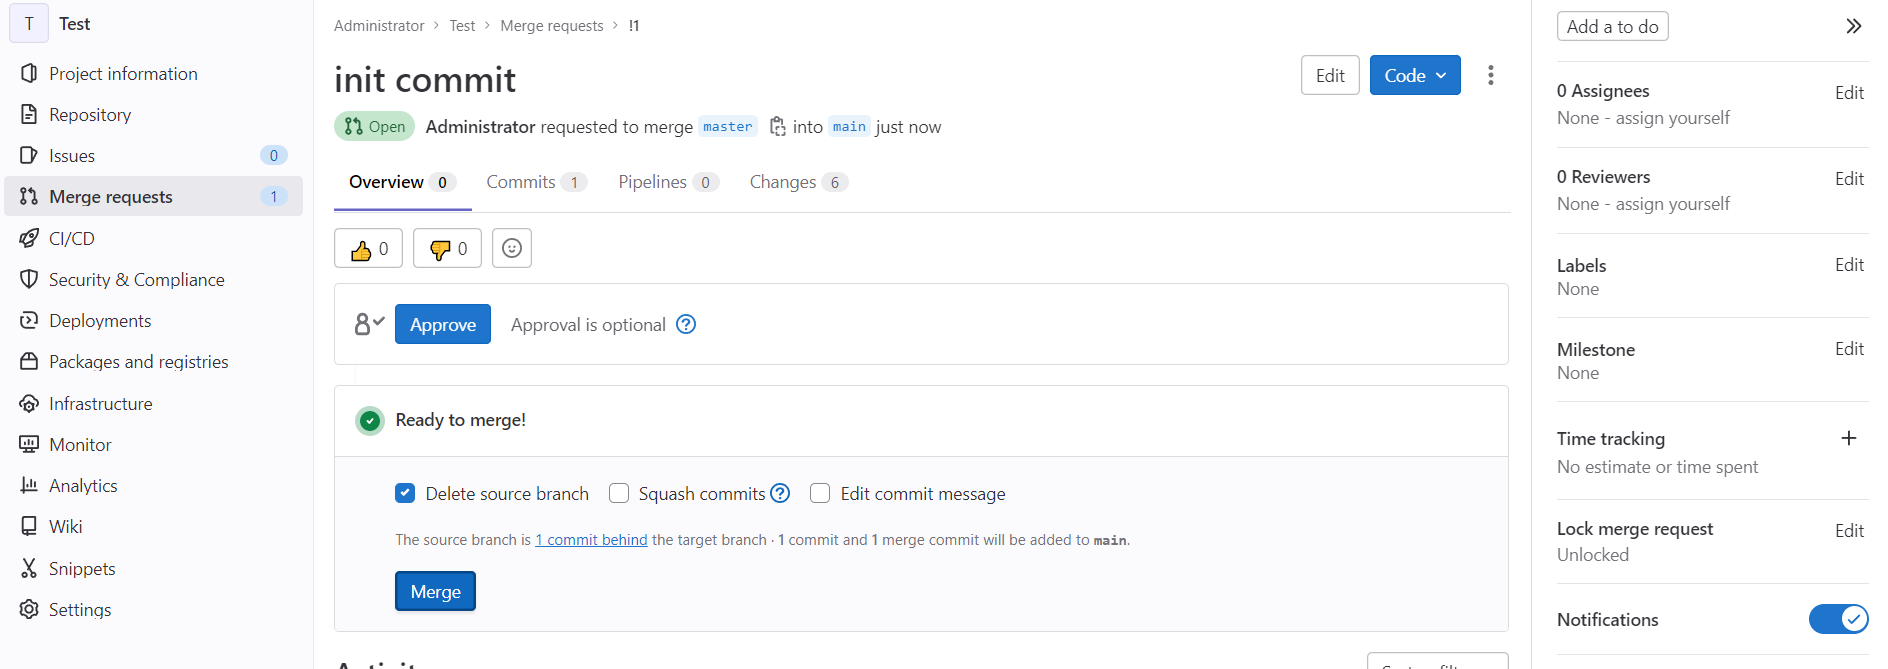 T Test
Project information
Repository
Issues 0
Merge requests 1
CI/CD
Security & Compliance
Deployments
Packages and registries
Infrastructure
Monitor
Analytics
Wiki
Snippets
Settings
Administrator > Test > Merge requests > !1
init commit
Edit Code
Open Administrator requested to merge master into main just now
Overview 0 Commits 1 Pipelines 0 Changes 6
0 0
Approve Approval is optional ?
Ready to merge!
Delete source branch Squash commits ? Edit commit message
The source branch is 1 commit behind the target branch · 1 commit and 1 merge commit will be added to main.
Merge
Add a to do
0 Assignees Edit
None - assign yourself
0 Reviewers Edit
None - assign yourself
Labels Edit
None
Milestone Edit
None
Time tracking +
No estimate or time spent
Lock merge request Edit
Unlocked
Notifications